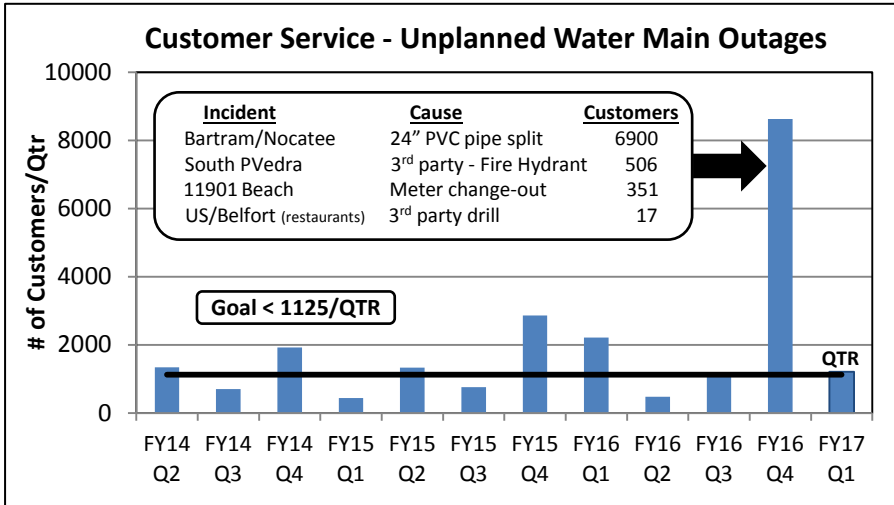 Customer Service - Unplanned Water Main Outages
# of Customers/Qtr
10000
8000
6000
4000
2000
0
Incident Cause Customers
Bartram/Nocatee 24” PVC pipe split 6900
South PVedra 3rd party - Fire Hydrant 506
11901 Beach Meter change-out 351
US/Belfort (restaurants) 3rd party drill 17
Goal < 1125/QTR
QTR
FY14 FY14 FY14 FY15 FY15 FY15 FY15 FY16 FY16 FY16 FY16 FY17
Q2 Q3 Q4 Q1 Q2 Q3 Q4 Q1 Q2 Q3 Q4 Q1